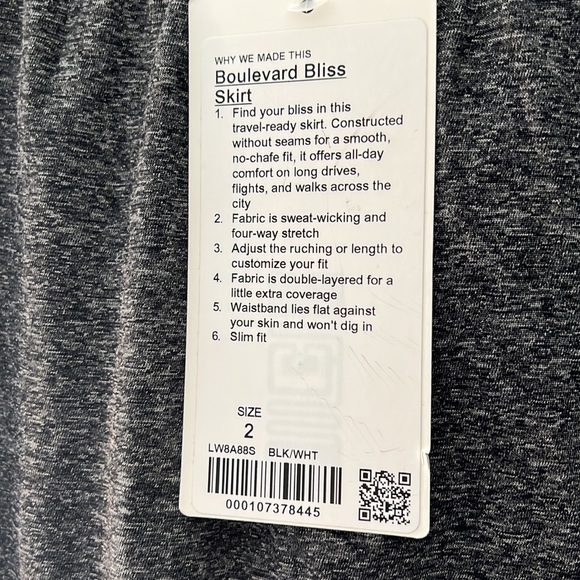 WHY WE MADE THIS
Boulevard Bliss
Skirt
1. Find your bliss in this
travel-ready skirt. Constructed
without seams for a smooth,
no-chafe fit, it offers all-day
comfort on long drives,
flights, and walks across the
city
2. Fabric is sweat-wicking and
four-way stretch
3. Adjust the ruching or length to
customize your fit
4. Fabric is double-layered for a
little extra coverage
5. Waistband lies flat against
your skin and won't dig in
6. Slim fit
SIZE
2
LW8A88S BLK/WHT
000107378445